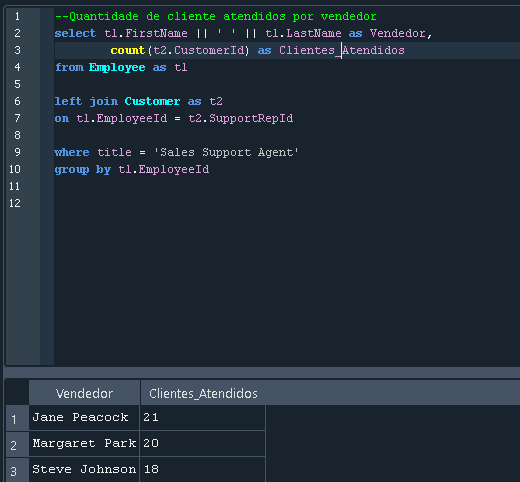 1 --Quantidade de cliente atendidos por vendedor
2 select t1.FirstName || ' ' || t1.LastName as Vendedor,
3 count(t2.CustomerId) as Clientes_Atendidos
4 from Employee as t1
5
6 left join Customer as t2
7 on t1.EmployeeId = t2.SupportRepId
8
9 where title = 'Sales Support Agent'
10 group by t1.EmployeeId
11
12
Vendedor Clientes_Atendidos
1 Jane Peacock 21
2 Margaret Park 20
3 Steve Johnson 18